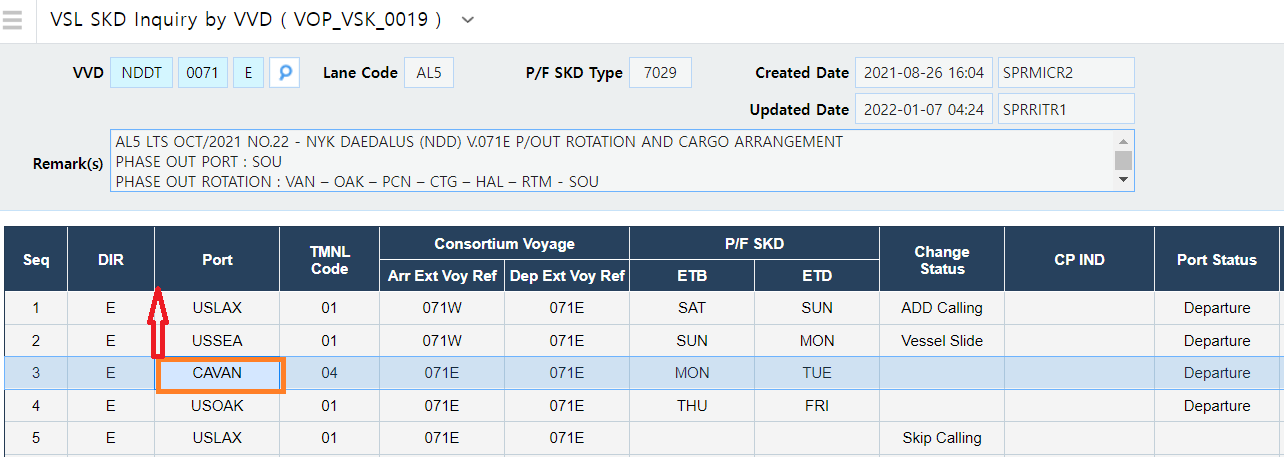 VSL SKD Inquiry by VVD ( VOP_VSK_0019 )
VVD NDDT 0071 E Lane Code AL5 P/F SKD Type 7029 Created Date 2021-08-26 16:04 SPRMICR2
Updated Date 2022-01-07 04:24 SPRRITR1
Remark(s)
AL5 LTS OCT/2021 NO.22 - NYK DAEDALUS (NDD) V.071E P/OUT ROTATION AND CARGO ARRANGEMENT
PHASE OUT PORT : SOU
PHASE OUT ROTATION : VAN – OAK – PCN – CTG – HAL – RTM - SOU
Seq DIR Port TMNL Code Consortium Voyage P/F SKD Change Status CP IND Port Status
Arr Ext Voy Ref Dep Ext Voy Ref ETB ETD
1 E USLAX 01 071W 071E SAT SUN ADD Calling Departure
2 E USSEA 01 071W 071E SUN MON Vessel Slide Departure
3 E CAVAN 04 071E 071E MON TUE Departure
4 E USOAK 01 071E 071E THU FRI Departure
5 E USLAX 01 071E 071E Skip Calling